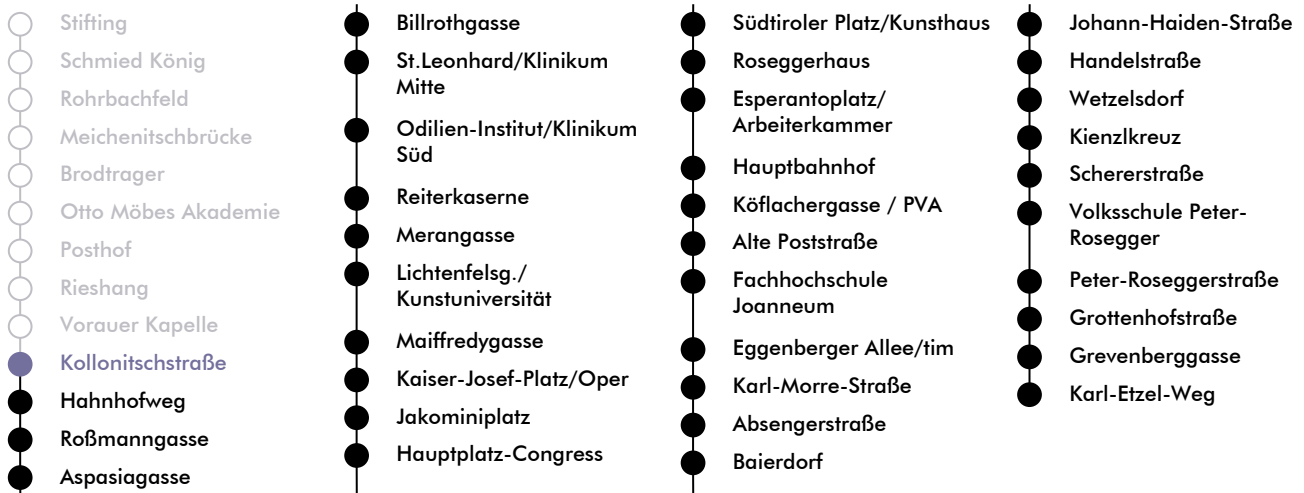 Stifting
Schmied König
Rohrbachfeld
Meichenitschbrücke
Brodtrager
Otto Möbes Akademie
Posthof
Rieshang
Vorauer Kapelle
Kollonitschstraße
Hahnhofweg
Roßmanngasse
Aspasiagasse
Billrothgasse
St.Leonhard/Klinikum
Mitte
Odilien-Institut/Klinikum
Süd
Reiterkaserne
Merangasse
Lichtenfelsg./
Kunstuniversität
Maiffredygasse
Kaiser-Josef-Platz/Oper
Jakominiplatz
Hauptplatz-Congress
Südtiroler Platz/Kunsthaus
Roseggerhaus
Esperantoplatz/
Arbeiterkammer
Hauptbahnhof
Köflachergasse / PVA
Alte Poststraße
Fachhochschule
Joanneum
Eggenberger Allee/tim
Karl-Morre-Straße
Absengerstraße
Baierdorf
Johann-Haiden-Straße
Handelstraße
Wetzelsdorf
Kienzlkreuz
Schererstraße
Volksschule Peter-
Rosegger
Peter-Roseggerstraße
Grottenhofstraße
Grevenberggasse
Karl-Etzel-Weg